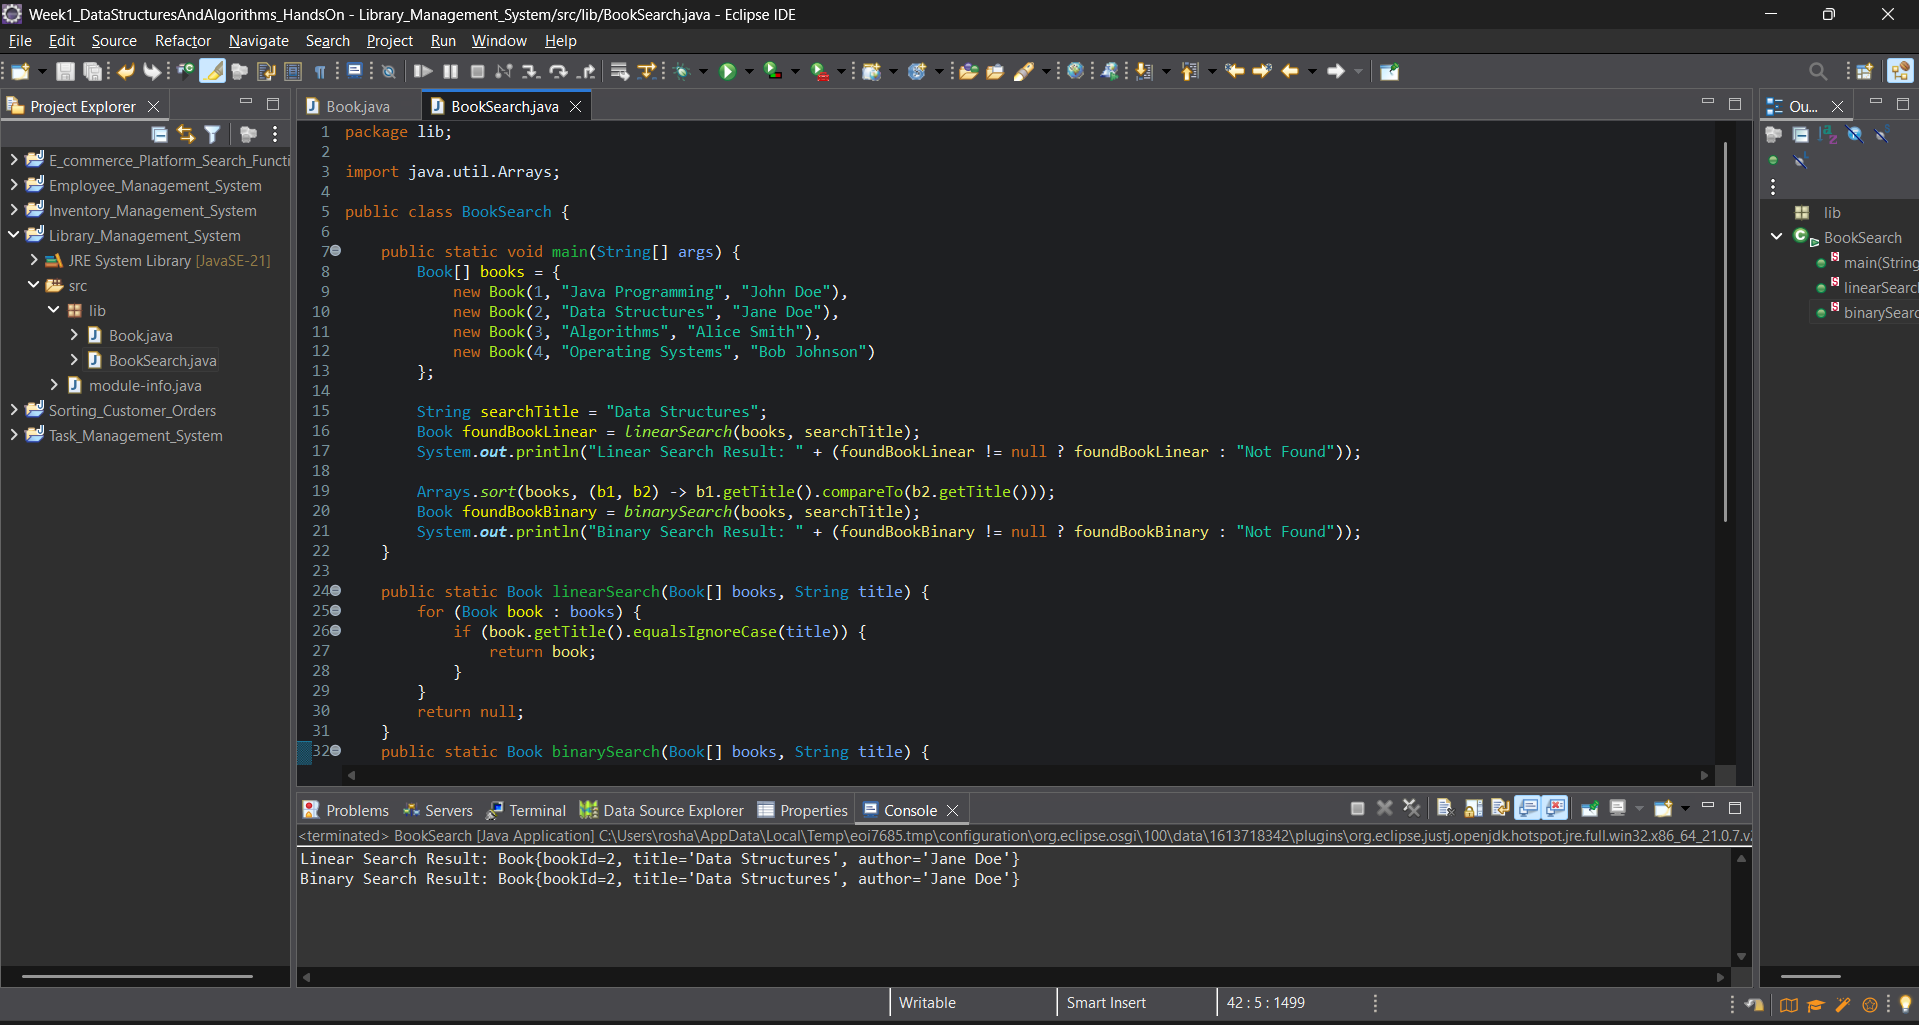 Week1_DataStructuresAndAlgorithms_HandsOn - Library_Management_System/src/lib/BookSearch.java - Eclipse IDE
File Edit Source Refactor Navigate Search Project Run Window Help
Project Explorer
E_commerce_Platform_Search_Functi
Employee_Management_System
Inventory_Management_System
Library_Management_System
JRE System Library [JavaSE-21]
src
lib
Book.java
BookSearch.java
module-info.java
Sorting_Customer_Orders
Task_Management_System
Book.java BookSearch.java
1 package lib;
2
3 import java.util.Arrays;
4
5 public class BookSearch {
6
7 public static void main(String[] args) {
8 Book[] books = {
9 new Book(1, "Java Programming", "John Doe"),
10 new Book(2, "Data Structures", "Jane Doe"),
11 new Book(3, "Algorithms", "Alice Smith"),
12 new Book(4, "Operating Systems", "Bob Johnson")
13 };
14
15 String searchTitle = "Data Structures";
16 Book foundBookLinear = linearSearch(books, searchTitle);
17 System.out.println("Linear Search Result: " + (foundBookLinear != null ? foundBookLinear : "Not Found"));
18
19 Arrays.sort(books, (b1, b2) -> b1.getTitle().compareTo(b2.getTitle()));
20 Book foundBookBinary = binarySearch(books, searchTitle);
21 System.out.println("Binary Search Result: " + (foundBookBinary != null ? foundBookBinary : "Not Found"));
22 }
23
24 public static Book linearSearch(Book[] books, String title) {
25 for (Book book : books) {
26 if (book.getTitle().equalsIgnoreCase(title)) {
27 return book;
28 }
29 }
30 return null;
31 }
32 public static Book binarySearch(Book[] books, String title) {
Ou...
lib
BookSearch
main(String
linearSearcl
binarySearc
Problems Servers Terminal Data Source Explorer Properties Console
<terminated> BookSearch [Java Application] C:\Users\rosha\AppData\Local\Temp\eoi7685.tmp\configuration\org.eclipse.osgi\100\data\1613718342\plugins\org.eclipse.justj.openjdk.hotspot.jre.full.win32.x86_64_21.0.7.v
Linear Search Result: Book{bookId=2, title='Data Structures', author='Jane Doe'}
Binary Search Result: Book{bookId=2, title='Data Structures', author='Jane Doe'}
Writable Smart Insert 42 : 5 : 1499